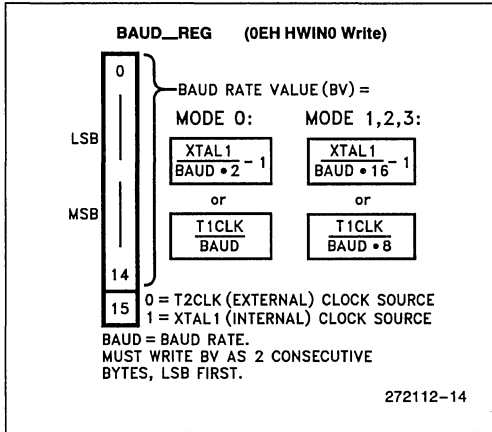 BAUD__REG (0EH HWIN0 Write)
0
BAUD RATE VALUE (BV) =
MODE 0: MODE 1,2,3:
LSB
XTAL1 / BAUD • 2 - 1
XTAL1 / BAUD • 16 - 1
or or
MSB
T1CLK / BAUD
T1CLK / BAUD • 8
14
15
0 = T2CLK (EXTERNAL) CLOCK SOURCE
1 = XTAL1 (INTERNAL) CLOCK SOURCE
BAUD = BAUD RATE.
MUST WRITE BV AS 2 CONSECUTIVE
BYTES, LSB FIRST.
272112–14